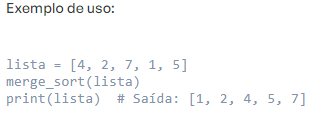 Exemplo de uso:
lista = [4, 2, 7, 1, 5]
merge_sort(lista)
print(lista)  # Saída: [1, 2, 4, 5, 7]